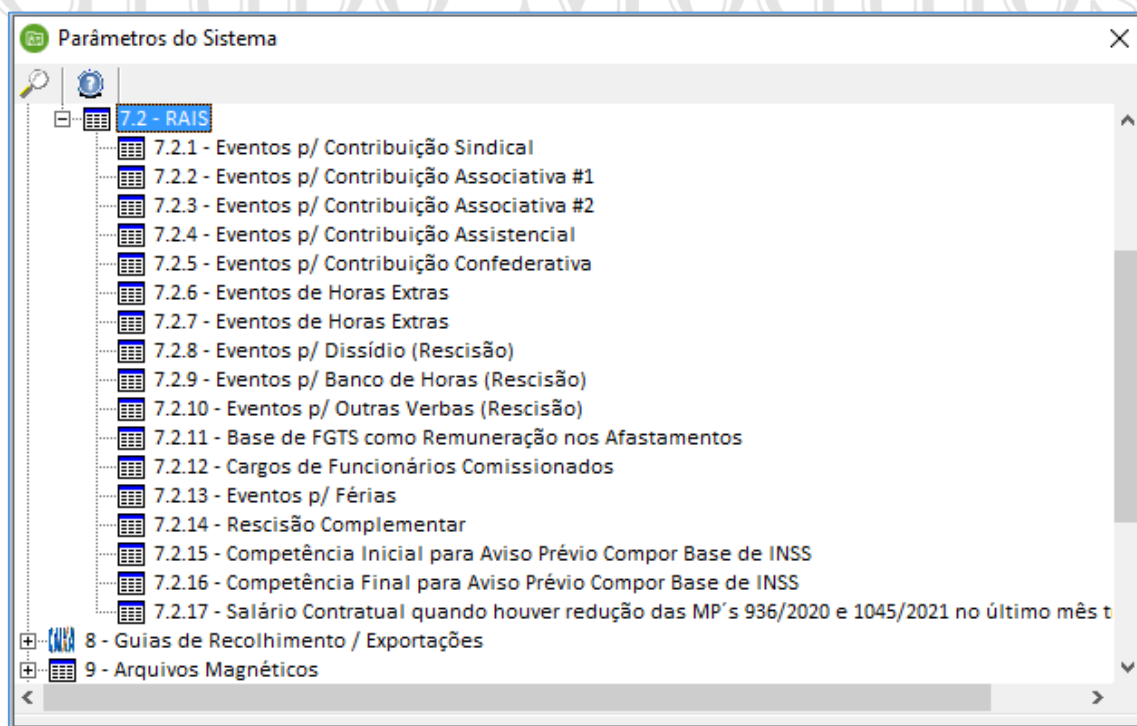 Parâmetros do Sistema
7.2 - RAIS
7.2.1 - Eventos p/ Contribuição Sindical
7.2.2 - Eventos p/ Contribuição Associativa #1
7.2.3 - Eventos p/ Contribuição Associativa #2
7.2.4 - Eventos p/ Contribuição Assistencial
7.2.5 - Eventos p/ Contribuição Confederativa
7.2.6 - Eventos de Horas Extras
7.2.7 - Eventos de Horas Extras
7.2.8 - Eventos p/ Dissídio (Rescisão)
7.2.9 - Eventos p/ Banco de Horas (Rescisão)
7.2.10 - Eventos p/ Outras Verbas (Rescisão)
7.2.11 - Base de FGTS como Remuneração nos Afastamentos
7.2.12 - Cargos de Funcionários Comissionados
7.2.13 - Eventos p/ Férias
7.2.14 - Rescisão Complementar
7.2.15 - Competência Inicial para Aviso Prévio Compor Base de INSS
7.2.16 - Competência Final para Aviso Prévio Compor Base de INSS
7.2.17 - Salário Contratual quando houver redução das MP´s 936/2020 e 1045/2021 no último mês t
8 - Guias de Recolhimento / Exportações
9 - Arquivos Magnéticos